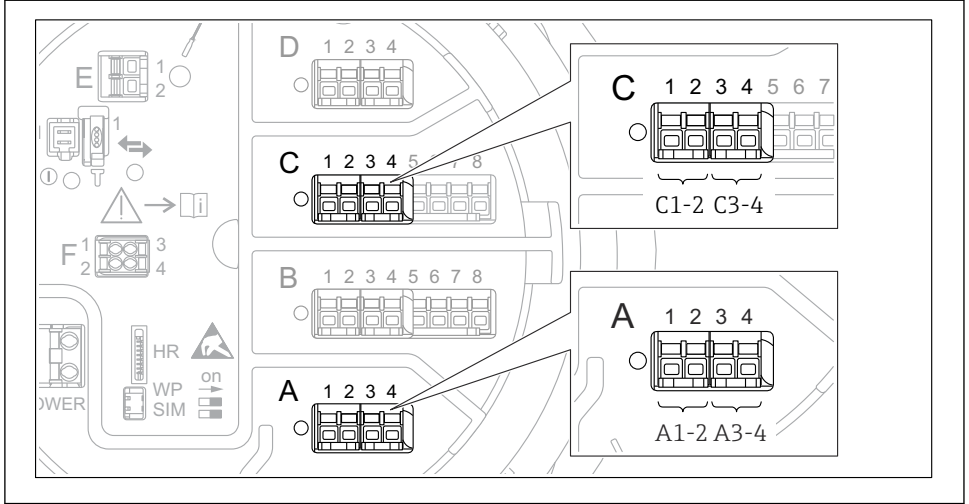 D 1 2 3 4
E 1
2
1
C 1 2 3 4 5 6 7 8
i
F 1 3
2 4
B 1 2 3 4 5 6 7 8
HR
WP on
SIM
OWER
A 1 2 3 4
C 1 2 3 4 5 6 7
C1-2 C3-4
A 1 2 3 4
A1-2 A3-4